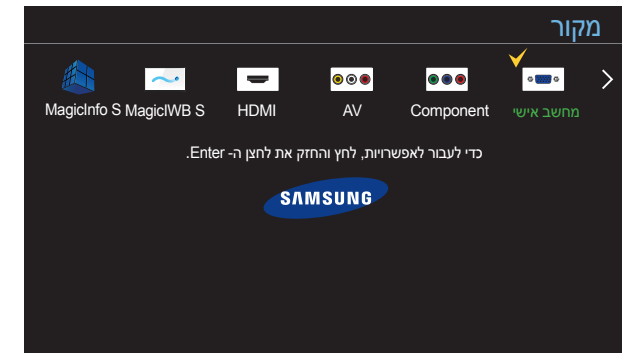 מקור
מחשב אישי Component AV HDMI MagicIWB S MagicInfo S
כדי לעבור לאפשרויות, לחץ והחזק את לחצן ה- Enter.
SAMSUNG